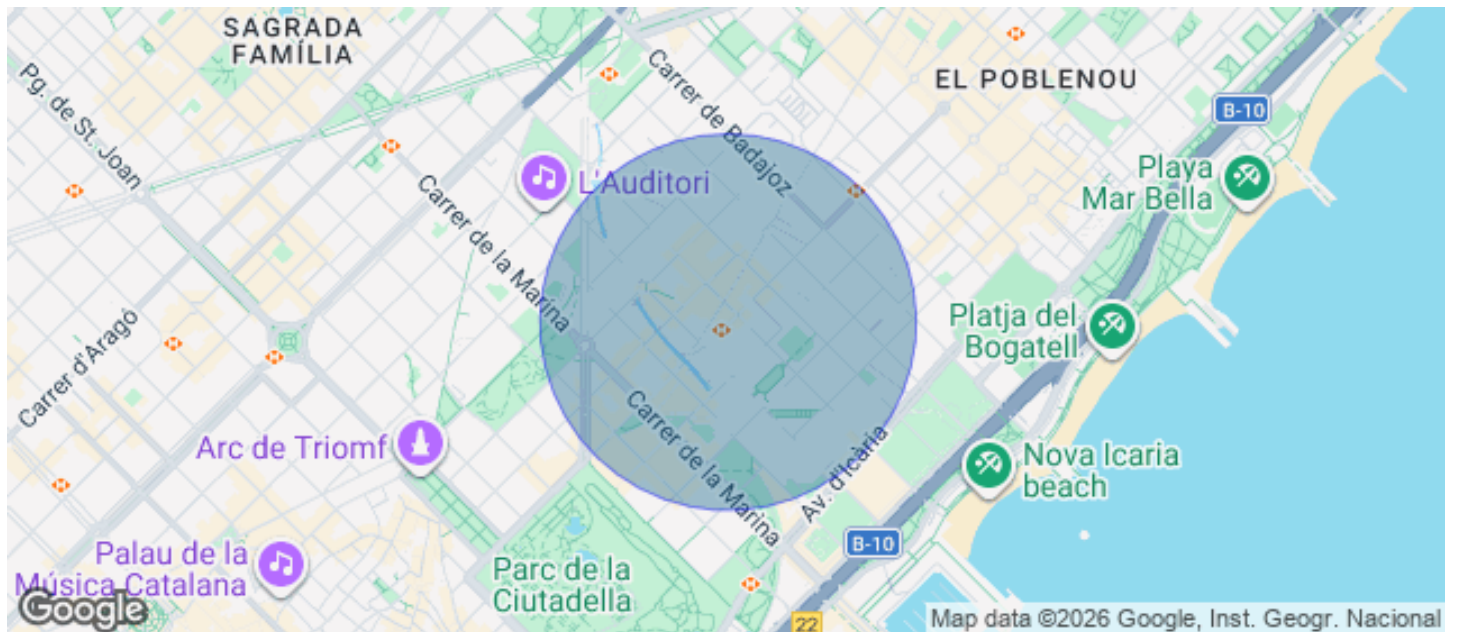 SAGRADA
FAMÍLIA
EL POBLENOU
Pg. de St. Joan
Carrer de Badajoz
B-10
L'Auditori
Playa
Mar Bella
Carrer de la Marina
Carrer d'Aragó
Platja del
Bogatell
Arc de Triomf
Carrer de la Marina
Av. d'Icària
Nova Icaria
beach
B-10
Palau de la
Música Catalana
Parc de la
Ciutadella
Google
22
Map data ©2026 Google, Inst. Geogr. Nacional